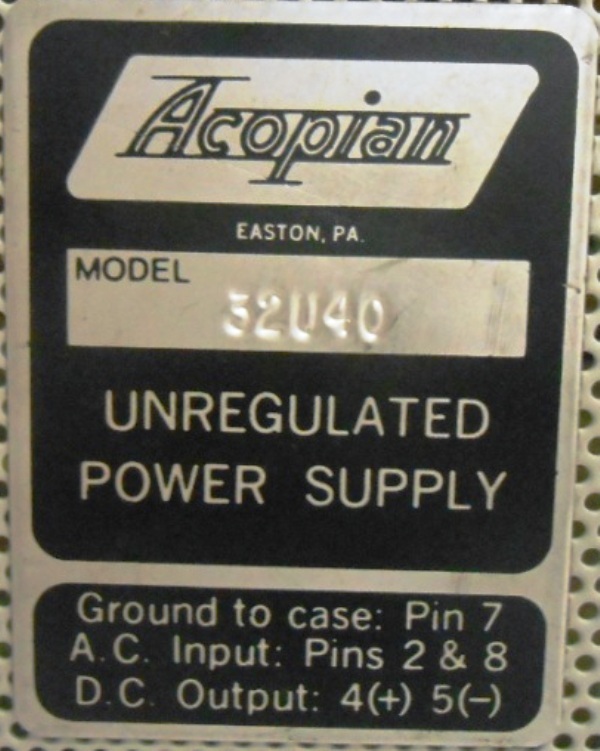 Acopian
EASTON, PA.
MODEL
32U40
UNREGULATED
POWER SUPPLY
Ground to case: Pin 7
A.C. Input: Pins 2 & 8
D.C. Output: 4(+) 5(−)